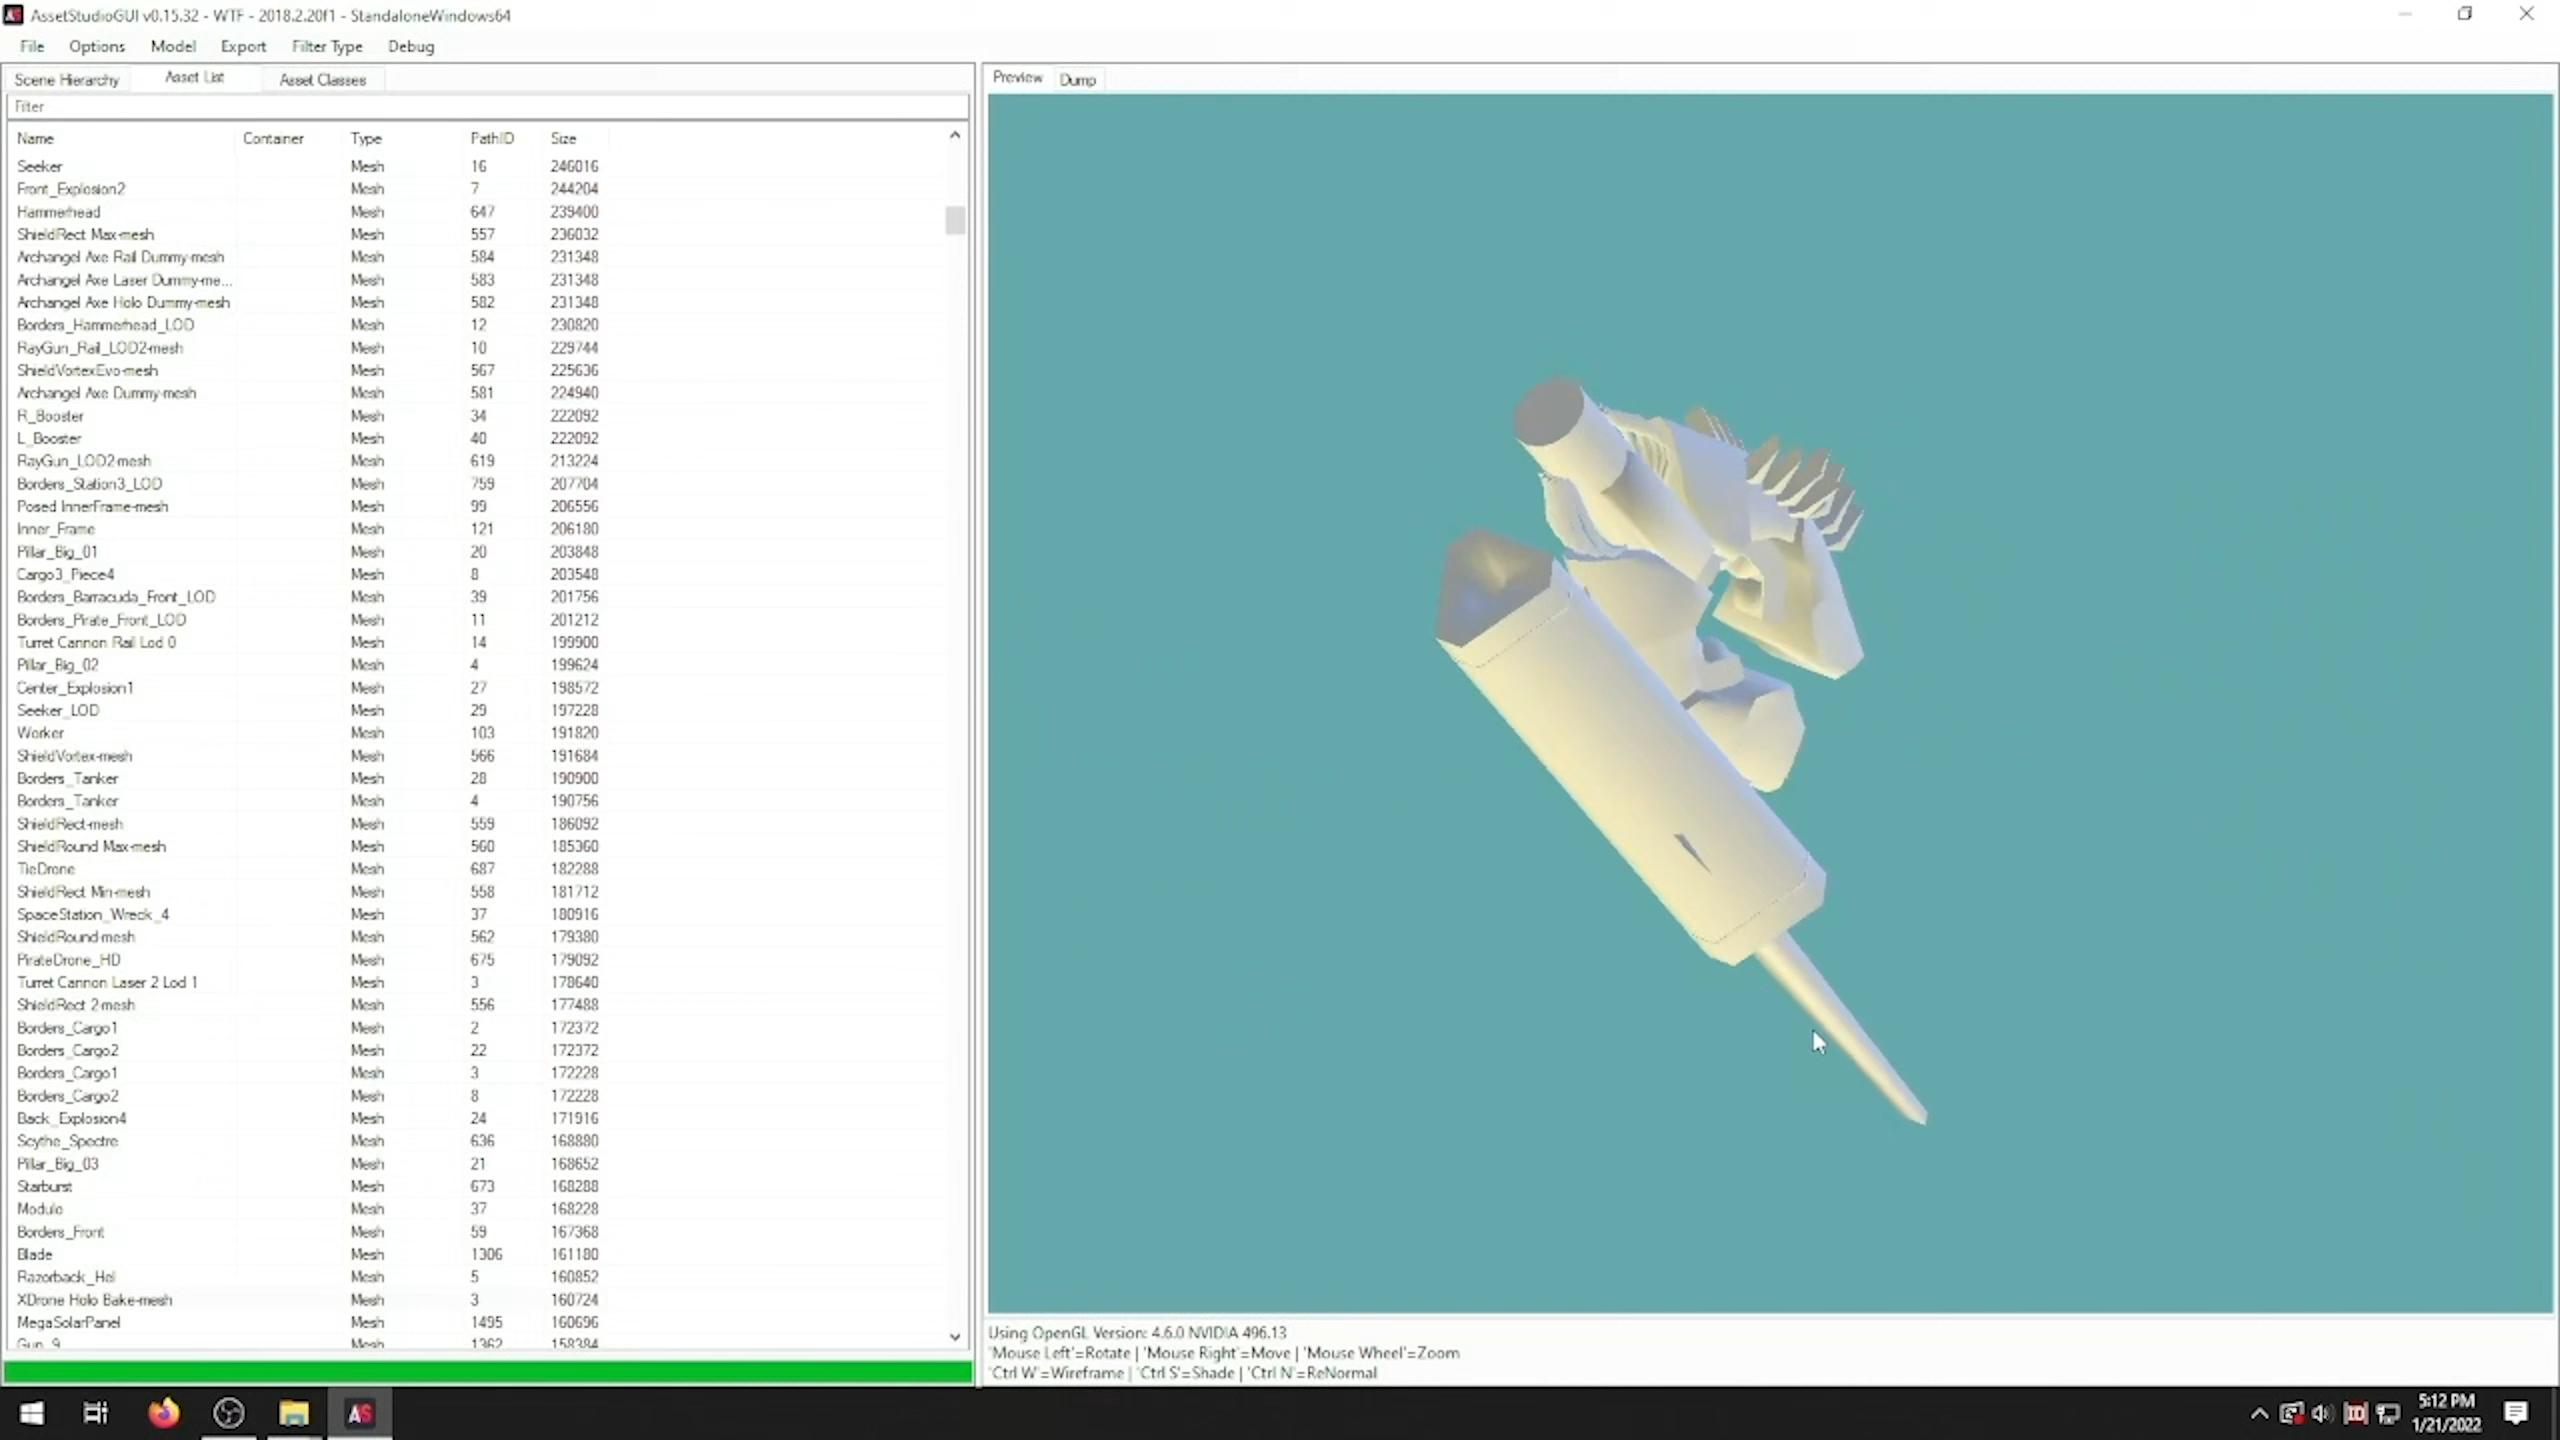 AssetStudioGUI v0.15.32 - WTF - 2018.2.20f1 - StandaloneWindows64
File Options Model Export Filter Type Debug
Scene Hierarchy Asset List Asset Classes
Filter
Name Container Type PathID Size
Seeker Mesh 16 246016
Front_Explosion2 Mesh 7 244204
Hammerhead Mesh 647 239400
ShieldRect Max-mesh Mesh 557 236032
Archangel Axe Rail Dummy-mesh Mesh 584 231348
Archangel Axe Laser Dummy-me... Mesh 583 231348
Archangel Axe Holo Dummy-mesh Mesh 582 231348
Borders_Hammerhead_LOD Mesh 12 230820
RayGun_Rail_LOD2-mesh Mesh 10 229744
ShieldVortexEvo-mesh Mesh 567 225636
Archangel Axe Dummy-mesh Mesh 581 224940
R_Booster Mesh 34 222092
L_Booster Mesh 40 222092
RayGun_LOD2-mesh Mesh 619 213224
Borders_Station3_LOD Mesh 759 207704
Posed InnerFrame-mesh Mesh 99 206556
Inner_Frame Mesh 121 206180
Pillar_Big_01 Mesh 20 203848
Cargo3_Piece4 Mesh 8 203548
Borders_Barracuda_Front_LOD Mesh 39 201756
Borders_Pirate_Front_LOD Mesh 11 201212
Turret Cannon Rail Lod 0 Mesh 14 199900
Pillar_Big_02 Mesh 4 199624
Center_Explosion1 Mesh 27 198572
Seeker_LOD Mesh 29 197228
Worker Mesh 103 191820
ShieldVortex-mesh Mesh 566 191684
Borders_Tanker Mesh 28 190900
Borders_Tanker Mesh 4 190756
ShieldRect-mesh Mesh 559 186092
ShieldRound Max-mesh Mesh 560 185360
TieDrone Mesh 687 182288
ShieldRect Min-mesh Mesh 558 181712
SpaceStation_Wreck_4 Mesh 37 180916
ShieldRound-mesh Mesh 562 179380
PirateDrone_HD Mesh 675 179092
Turret Cannon Laser 2 Lod 1 Mesh 3 178640
ShieldRect 2-mesh Mesh 556 177488
Borders_Cargo1 Mesh 2 172372
Borders_Cargo2 Mesh 22 172372
Borders_Cargo1 Mesh 3 172228
Borders_Cargo2 Mesh 8 172228
Back_Explosion4 Mesh 24 171916
Scythe_Spectre Mesh 636 168880
Pillar_Big_03 Mesh 21 168652
Starburst Mesh 673 168288
Modulo Mesh 37 168228
Borders_Front Mesh 59 167368
Blade Mesh 1306 161180
Razorback_Hel Mesh 5 160852
XDrone Holo Bake-mesh Mesh 3 160724
MegaSolarPanel Mesh 1495 160696
Gun_9 Mesh 1362 158384
Preview Dump
Using OpenGL Version: 4.6.0 NVIDIA 496.13
'Mouse Left'=Rotate | 'Mouse Right'=Move | 'Mouse Wheel'=Zoom
'Ctrl W'=Wireframe | 'Ctrl S'=Shade | 'Ctrl N'=ReNormal
AS
5:12 PM
1/21/2022